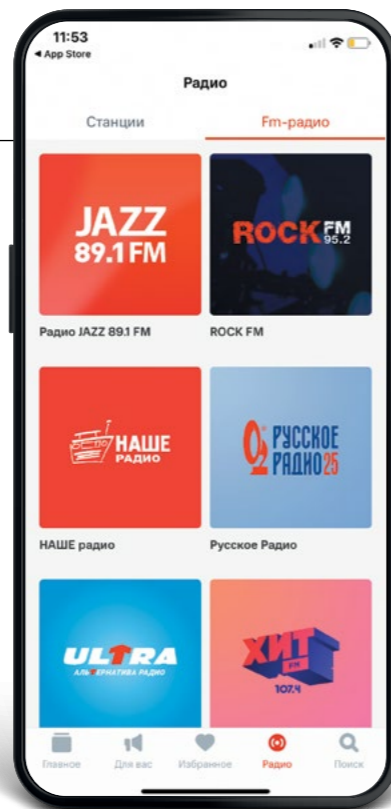 11:53
◀ App Store
Радио
Станции
Fm-радио
JAZZ
89.1 FM
ROCK FM
95.2
Радио JAZZ 89.1 FM
ROCK FM
НАШЕ
РАДИО
РУССКОЕ
РАДИО 25
НАШЕ радио
Русское Радио
ULTRA
АЛЬТЕРНАТИВА РАДИО
ХИТ
FM
107.4
Главное
Для вас
Избранное
Радио
Поиск